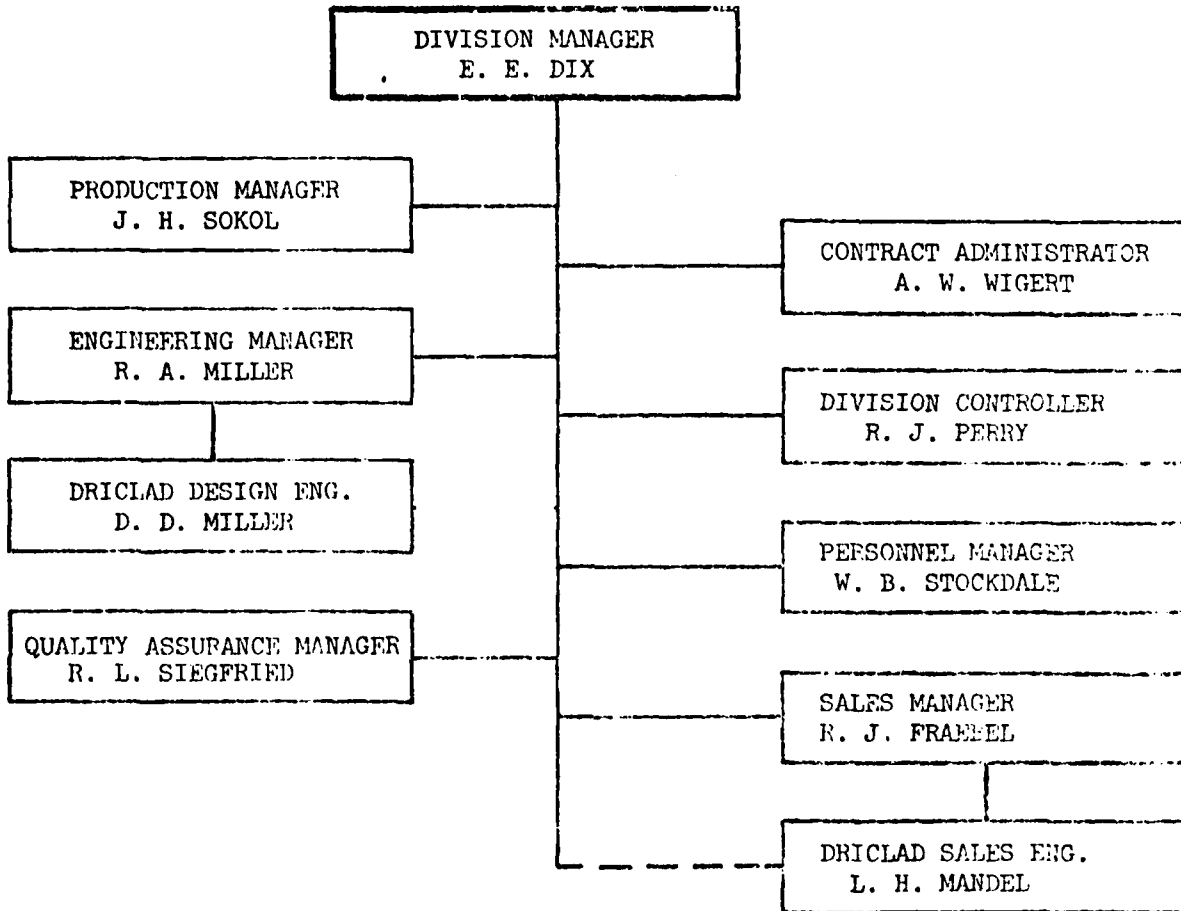 DIVISION MANAGER
E. E. DIX
PRODUCTION MANAGER
J. H. SOKOL
CONTRACT ADMINISTRATOR
A. W. WIGERT
ENGINEERING MANAGER
R. A. MILLER
DIVISION CONTROLLER
R. J. PERRY
DRICLAD DESIGN ENG.
D. D. MILLER
PERSONNEL MANAGER
W. B. STOCKDALE
QUALITY ASSURANCE MANAGER
R. L. SIEGFRIED
SALES MANAGER
R. J.
DRICLAD SALES ENG.
L. H. MANDEL